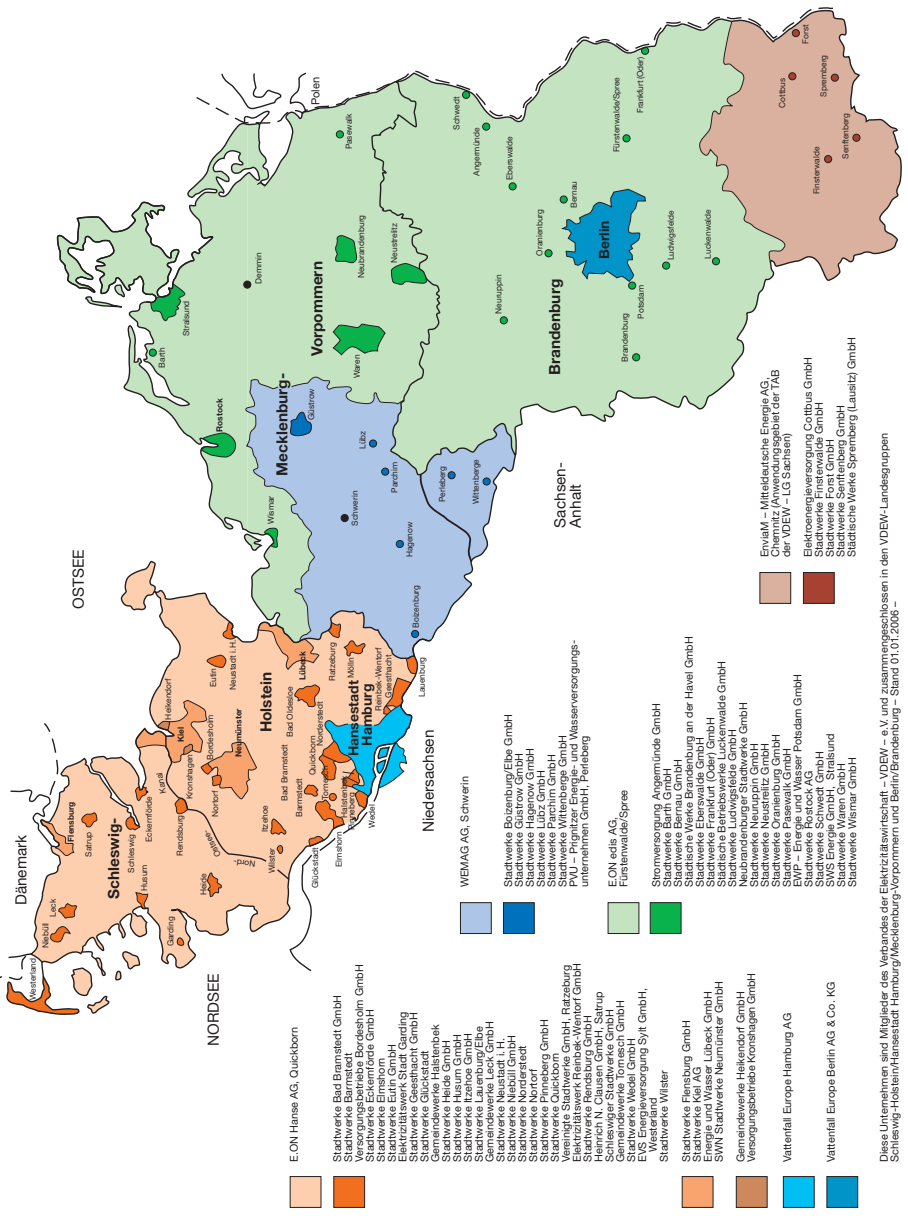 Dänemark
Polen
NORDSEE
OSTSEE
Niedersachsen
Sachsen-
Anhalt
Schleswig-
Holstein
Hansestadt
Hamburg
Mecklenburg-
Vorpommern
Brandenburg
Berlin
Westerland
Niebüll
Leck
Flensburg
Satrup
Schleswig
Husum
Garding
Eckernförde
Rendsburg
Kanal
Ostsee-
Nord-
Heide
Kronshagen
Kiel
Heikendorf
Bordesholm
Nortorf
Neumünster
Eutin
Neustadt i.H.
Itzehoe
Wilster
Glückstadt
Bad Bramstedt
Barmstedt
Elmshorn
Bad Oldesloe
Lübeck
Quickborn
Norderstedt
Tornesch
Halstenbek
Pinneberg
Wedel
Ratzeburg
Mölln
Reinbek-Wentorf
Geesthacht
Lauenburg
Boizenburg
Hagenow
Schwerin
Parchim
Lübz
Güstrow
Perleberg
Wittenberge
Wismar
Rostock
Barth
Stralsund
Demmin
Waren
Neubrandenburg
Neustrelitz
Pasewalk
Schwedt
Angermünde
Eberswalde
Neuruppin
Oranienburg
Bernau
Brandenburg
Potsdam
Ludwigsfelde
Luckenwalde
Fürstenwalde/Spree
Frankfurt (Oder)
Cottbus
Forst
Spremberg
Senftenberg
Finsterwalde
E.ON Hanse AG, Quickborn
Stadtwerke Bad Bramstedt GmbH
Stadtwerke Barmstedt
Versorgungsbetriebe Bordesholm GmbH
Stadtwerke Eckernförde GmbH
Stadtwerke Elmshorn
Stadtwerke Eutin GmbH
Elektrizitätswerk Stadt Garding
Stadtwerke Geesthacht GmbH
Stadtwerke Glückstadt
Gemeindewerke Halstenbek
Stadtwerke Heide GmbH
Stadtwerke Husum GmbH
Stadtwerke Itzehoe GmbH
Stadtwerke Lauenburg/Elbe
Gemeindewerke Leck GmbH
Stadtwerke Neustadt i. H.
Stadtwerke Niebüll GmbH
Stadtwerke Norderstedt
Stadtwerke Nortorf
Stadtwerke Pinneberg GmbH
Stadtwerke Quickborn
Vereinigte Stadtwerke GmbH, Ratzeburg
Elektrizitätswerk Reinbek-Wentorf GmbH
Stadtwerke Rendsburg GmbH
Heinrich N. Clausen GmbH, Satrup
Schleswiger Stadtwerke GmbH
Gemeindewerke Tornesch GmbH
Stadtwerke Wedel GmbH
EVS Energieversorgung Sylt GmbH,
Westerland
Stadtwerke Wilster
Stadtwerke Flensburg GmbH
Stadtwerke Kiel AG
Energie und Wasser Lübeck GmbH
SWN Stadtwerke Neumünster GmbH
Gemeindewerke Heikendorf GmbH
Versorgungsbetriebe Kronshagen GmbH
Vattenfall Europe Hamburg AG
Vattenfall Europe Berlin AG & Co. KG
WEMAG AG, Schwerin
Stadtwerke Boizenburg/Elbe GmbH
Stadtwerke Güstrow GmbH
Stadtwerke Hagenow GmbH
Stadtwerke Lübz GmbH
Stadtwerke Parchim GmbH
Stadtwerke Wittenberge GmbH
PVU – Prignitzer Energie- und Wasserversorgungs-
unternehmen GmbH, Perleberg
E.ON edis AG,
Fürstenwalde/Spree
Stromversorgung Angermünde GmbH
Stadtwerke Barth GmbH
Stadtwerke Bernau GmbH
Städtische Werke Brandenburg an der Havel GmbH
Stadtwerke Eberswalde GmbH
Stadtwerke Frankfurt (Oder) GmbH
Städtische Betriebswerke Luckenwalde GmbH
Stadtwerke Ludwigsfelde GmbH
Neubrandenburger Stadtwerke GmbH
Stadtwerke Neuruppin GmbH
Stadtwerke Neustrelitz GmbH
Stadtwerke Oranienburg GmbH
Stadtwerke Pasewalk GmbH
EWP – Energie und Wasser Potsdam GmbH
Stadtwerke Rostock AG
Stadtwerke Schwedt GmbH
SWS Energie GmbH, Stralsund
Stadtwerke Waren GmbH
Stadtwerke Wismar GmbH
EnviaM – Mitteldeutsche Energie AG,
Chemnitz (Anwendungsgebiet der TAB
der VDEW – LG Sachsen)
Elektroenergieversorgung Cottbus GmbH
Stadtwerke Finsterwalde GmbH
Stadtwerke Forst GmbH
Stadtwerke Senftenberg GmbH
Städtische Werke Spremberg (Lausitz) GmbH
Diese Unternehmen sind Mitglieder des Verbandes der Elektrizitätswirtschaft – VDEW – e.V. und zusammengeschlossen in den VDEW-Landesgruppen
Schleswig-Holstein/Hansestadt Hamburg/Mecklenburg-Vorpommern und Berlin/Brandenburg – Stand 01.01.2006 –